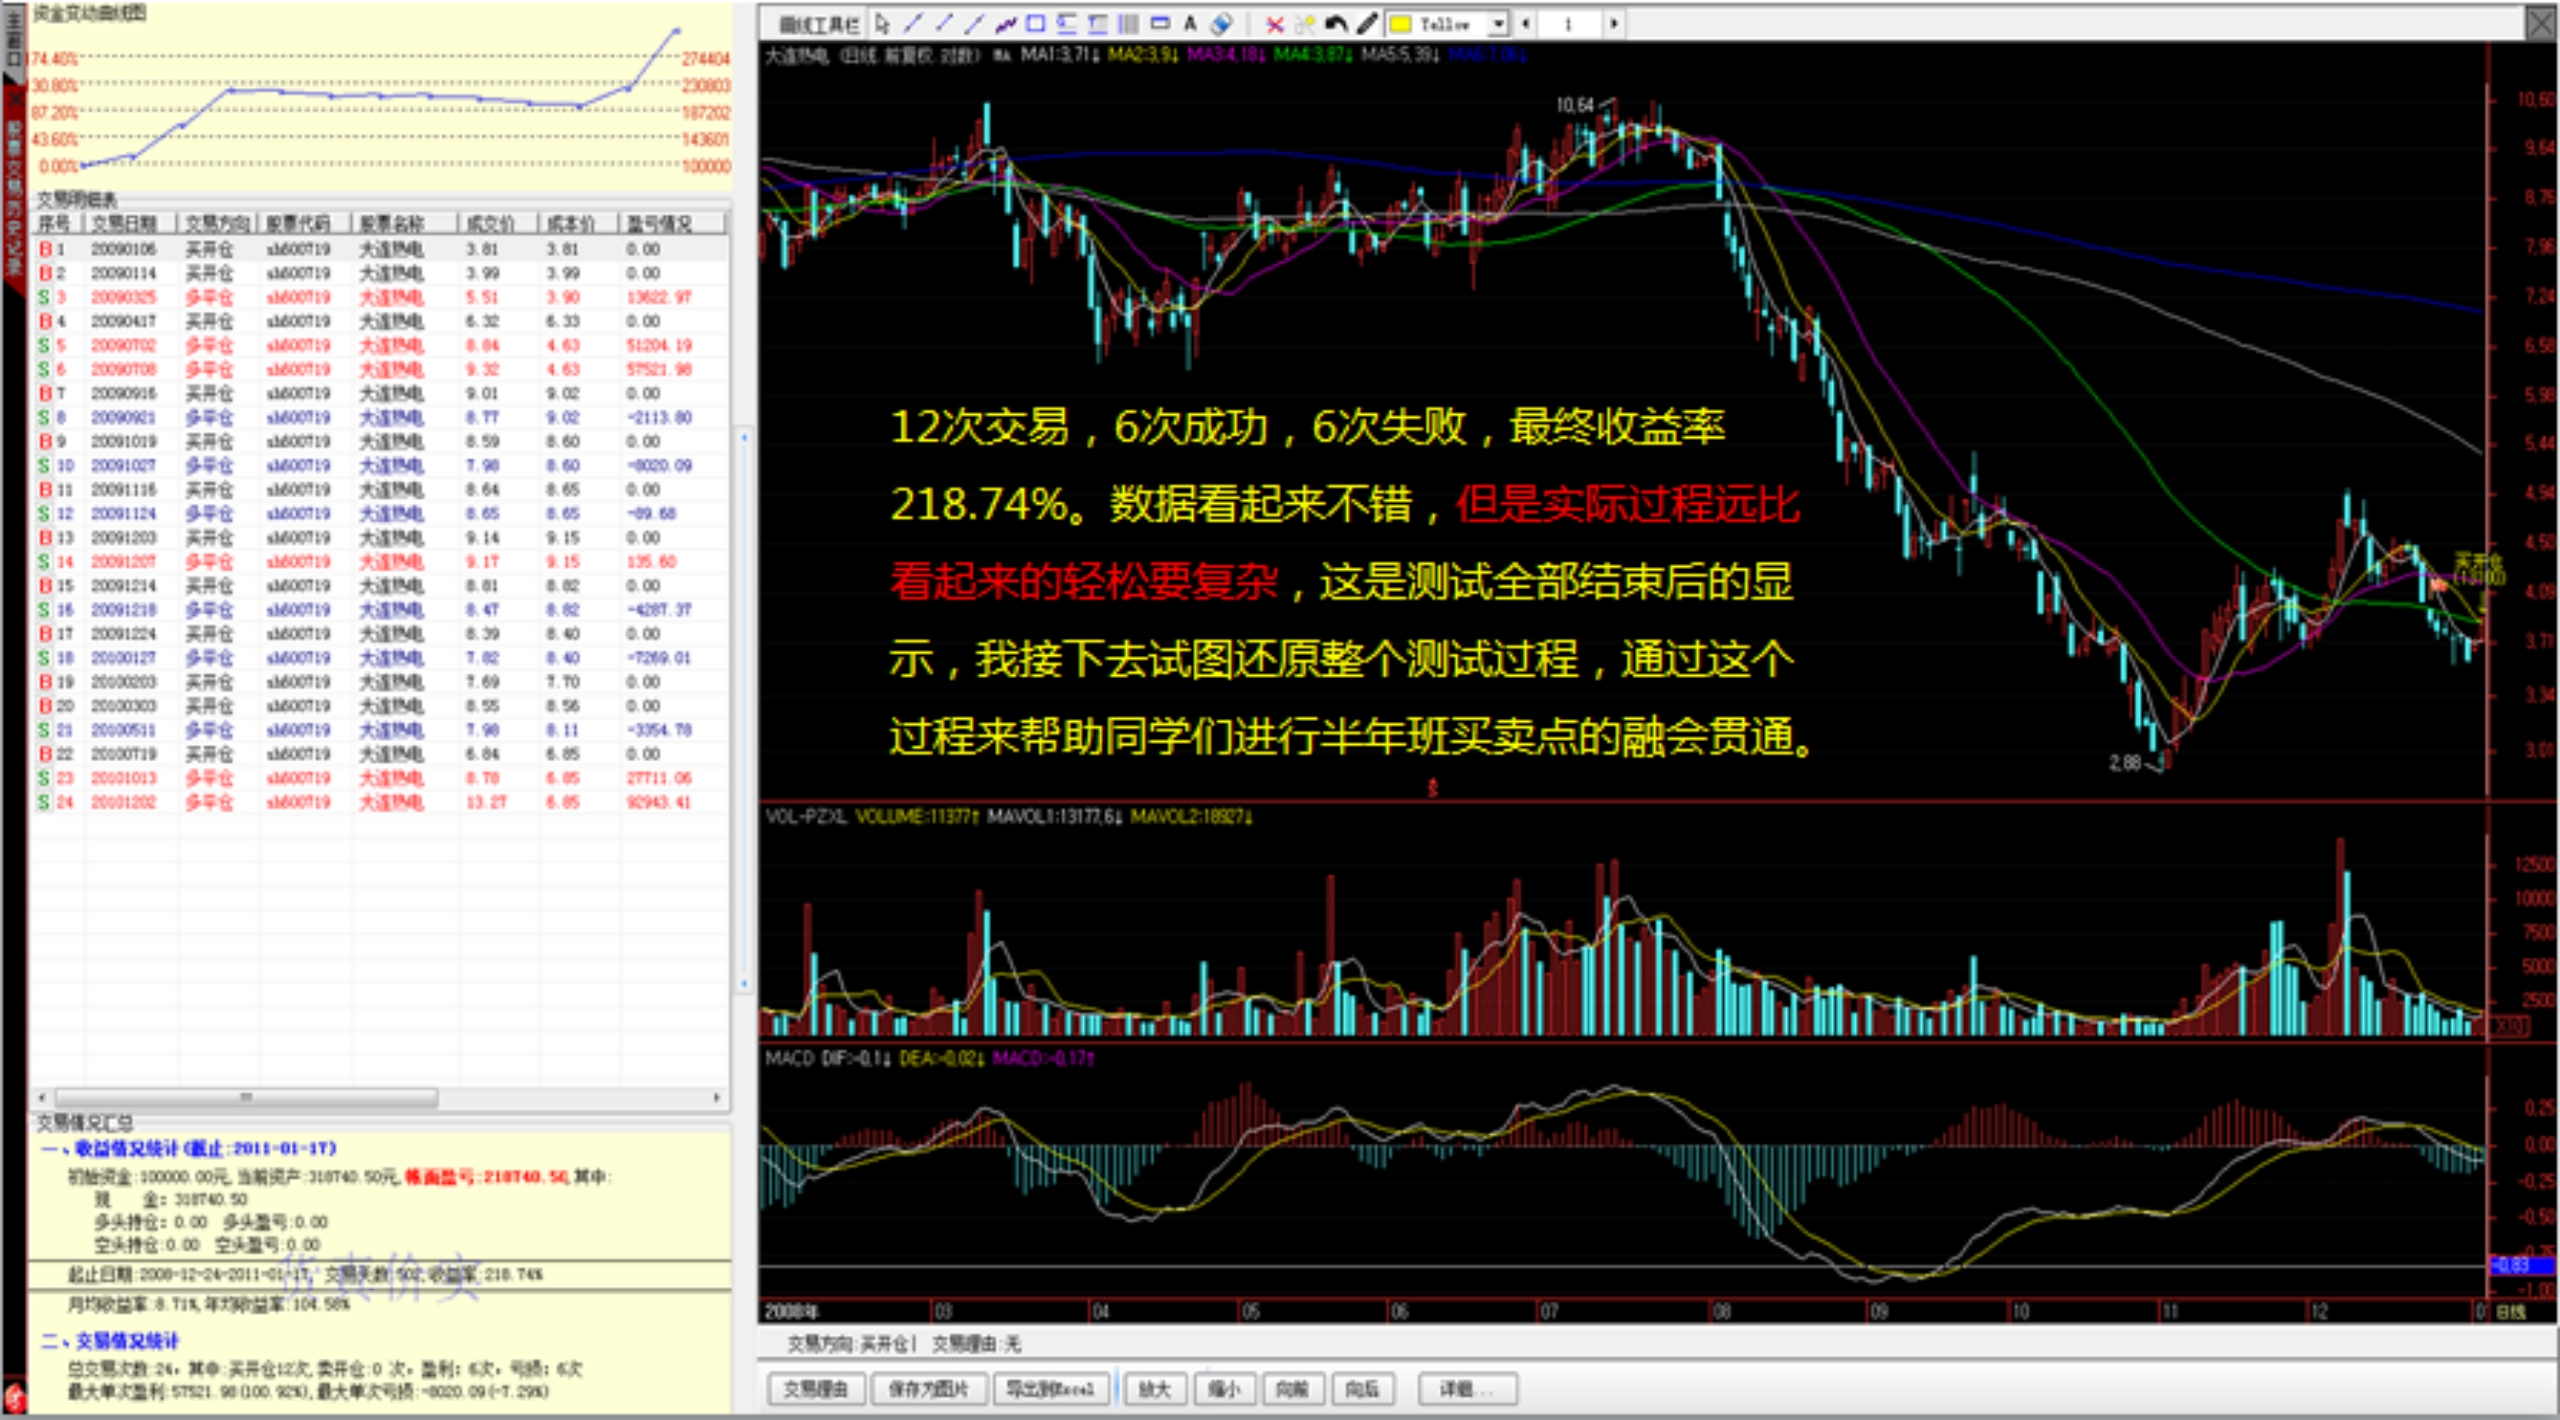 主窗口
股票交易历史记录
资金变动曲线图
174.40%
274404
130.80%
230803
87.20%
187202
43.60%
143601
0.00%
100000
交易明细表
序号 交易日期 交易方向 股票代码 股票名称 成交价 成本价 盈亏情况
B 1 20090106 买开仓 sh600719 大连热电 3.81 3.81 0.00
B 2 20090114 买开仓 sh600719 大连热电 3.99 3.99 0.00
S 3 20090325 多平仓 sh600719 大连热电 5.51 3.90 13622.97
B 4 20090417 买开仓 sh600719 大连热电 6.32 6.33 0.00
S 5 20090702 多平仓 sh600719 大连热电 8.84 4.63 51204.19
S 6 20090708 多平仓 sh600719 大连热电 9.32 4.63 57521.98
B 7 20090916 买开仓 sh600719 大连热电 9.01 9.02 0.00
S 8 20090921 多平仓 sh600719 大连热电 8.77 9.02 -2113.80
B 9 20091019 买开仓 sh600719 大连热电 8.59 8.60 0.00
S 10 20091027 多平仓 sh600719 大连热电 7.98 8.60 -8020.09
B 11 20091116 买开仓 sh600719 大连热电 8.64 8.65 0.00
S 12 20091124 多平仓 sh600719 大连热电 8.65 8.65 -89.68
B 13 20091203 买开仓 sh600719 大连热电 9.14 9.15 0.00
S 14 20091207 多平仓 sh600719 大连热电 9.17 9.15 135.60
B 15 20091214 买开仓 sh600719 大连热电 8.81 8.82 0.00
S 16 20091218 多平仓 sh600719 大连热电 8.47 8.82 -4287.37
B 17 20091224 买开仓 sh600719 大连热电 8.39 8.40 0.00
S 18 20100127 多平仓 sh600719 大连热电 7.82 8.40 -7269.01
B 19 20100203 买开仓 sh600719 大连热电 7.69 7.70 0.00
B 20 20100303 买开仓 sh600719 大连热电 8.55 8.56 0.00
S 21 20100511 多平仓 sh600719 大连热电 7.98 8.11 -3354.78
B 22 20100719 买开仓 sh600719 大连热电 6.84 6.85 0.00
S 23 20101013 多平仓 sh600719 大连热电 8.78 6.85 27711.06
S 24 20101202 多平仓 sh600719 大连热电 13.27 6.85 92943.41
交易情况汇总
一、收益情况统计(截止:2011-01-17)
初始资金:100000.00元,当前资产:318740.50元,帐面盈亏:218740.50,其中:
现 金: 318740.50
多头持仓: 0.00 多头盈亏:0.00
空头持仓:0.00 空头盈亏:0.00
货真价实
起止日期:2008-12-24-2011-01-17, 交易天数:502,收益率:218.74%
月均收益率:8.71%,年均收益率:104.58%
二、交易情况统计
总交易次数:24, 其中:买开仓12次,卖开仓:0 次, 盈利: 6次, 亏损: 6次
最大单次盈利:57521.98(100.92%),最大单次亏损:-8020.09(-7.29%)
画线工具栏 A Yellow 1
大连热电 (日线 前复权 对数) MA MA1:3.71↓ MA2:3.9↓ MA3:4.18↓ MA4:3.87↓ MA5:5.39↓ MA6:7.06↓
10.64
10.60
9.64
8.76
7.96
7.24
6.58
5.98
5.44
4.94
4.50
4.09
3.71
3.34
3.01
买开仓
2.88
12次交易，6次成功，6次失败，最终收益率
218.74%。数据看起来不错，但是实际过程远比
看起来的轻松要复杂，这是测试全部结束后的显
示，我接下去试图还原整个测试过程，通过这个
过程来帮助同学们进行半年班买卖点的融会贯通。
VOL-PZXL VOLUME:11377↑ MAVOL1:13177.6↓ MAVOL2:18927↓
12500
10000
7500
5000
2500
X10
MACD DIF:-0.1↓ DEA:-0.02↓ MACD:-0.17↑
0.25
0.00
-0.25
-0.50
-0.83
-1.00
2008年 03 04 05 06 07 08 09 10 11 12 日线
交易方向:买开仓| 交易理由:无
交易理由 保存为图片 导出到Excel 放大 缩小 向前 向后 详细...